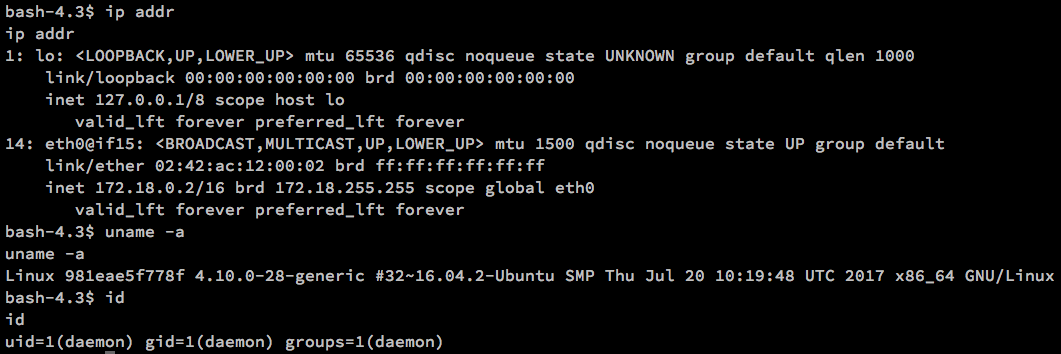 bash-4.3$ ip addr
ip addr
1: lo: <LOOPBACK,UP,LOWER_UP> mtu 65536 qdisc noqueue state UNKNOWN group default qlen 1000
    link/loopback 00:00:00:00:00:00 brd 00:00:00:00:00:00
    inet 127.0.0.1/8 scope host lo
       valid_lft forever preferred_lft forever
14: eth0@if15: <BROADCAST,MULTICAST,UP,LOWER_UP> mtu 1500 qdisc noqueue state UP group default
    link/ether 02:42:ac:12:00:02 brd ff:ff:ff:ff:ff:ff
    inet 172.18.0.2/16 brd 172.18.255.255 scope global eth0
       valid_lft forever preferred_lft forever
bash-4.3$ uname -a
uname -a
Linux 981eae5f778f 4.10.0-28-generic #32~16.04.2-Ubuntu SMP Thu Jul 20 10:19:48 UTC 2017 x86_64 GNU/Linux
bash-4.3$ id
id
uid=1(daemon) gid=1(daemon) groups=1(daemon)